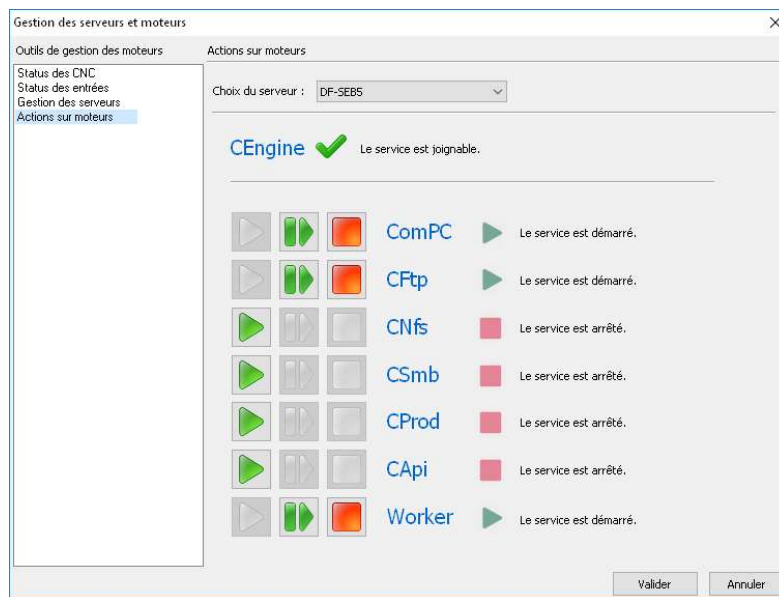 Gestion des serveurs et moteurs
Outils de gestion des moteurs
Status des CNC
Status des entrées
Gestion des serveurs
Actions sur moteurs
Actions sur moteurs
Choix du serveur : DF-SEB5
CEngine Le service est joignable.
ComPC Le service est démarré.
CFtp Le service est démarré.
CNfs Le service est arrêté.
CSmb Le service est arrêté.
CProd Le service est arrêté.
CApi Le service est arrêté.
Worker Le service est démarré.
Valider Annuler